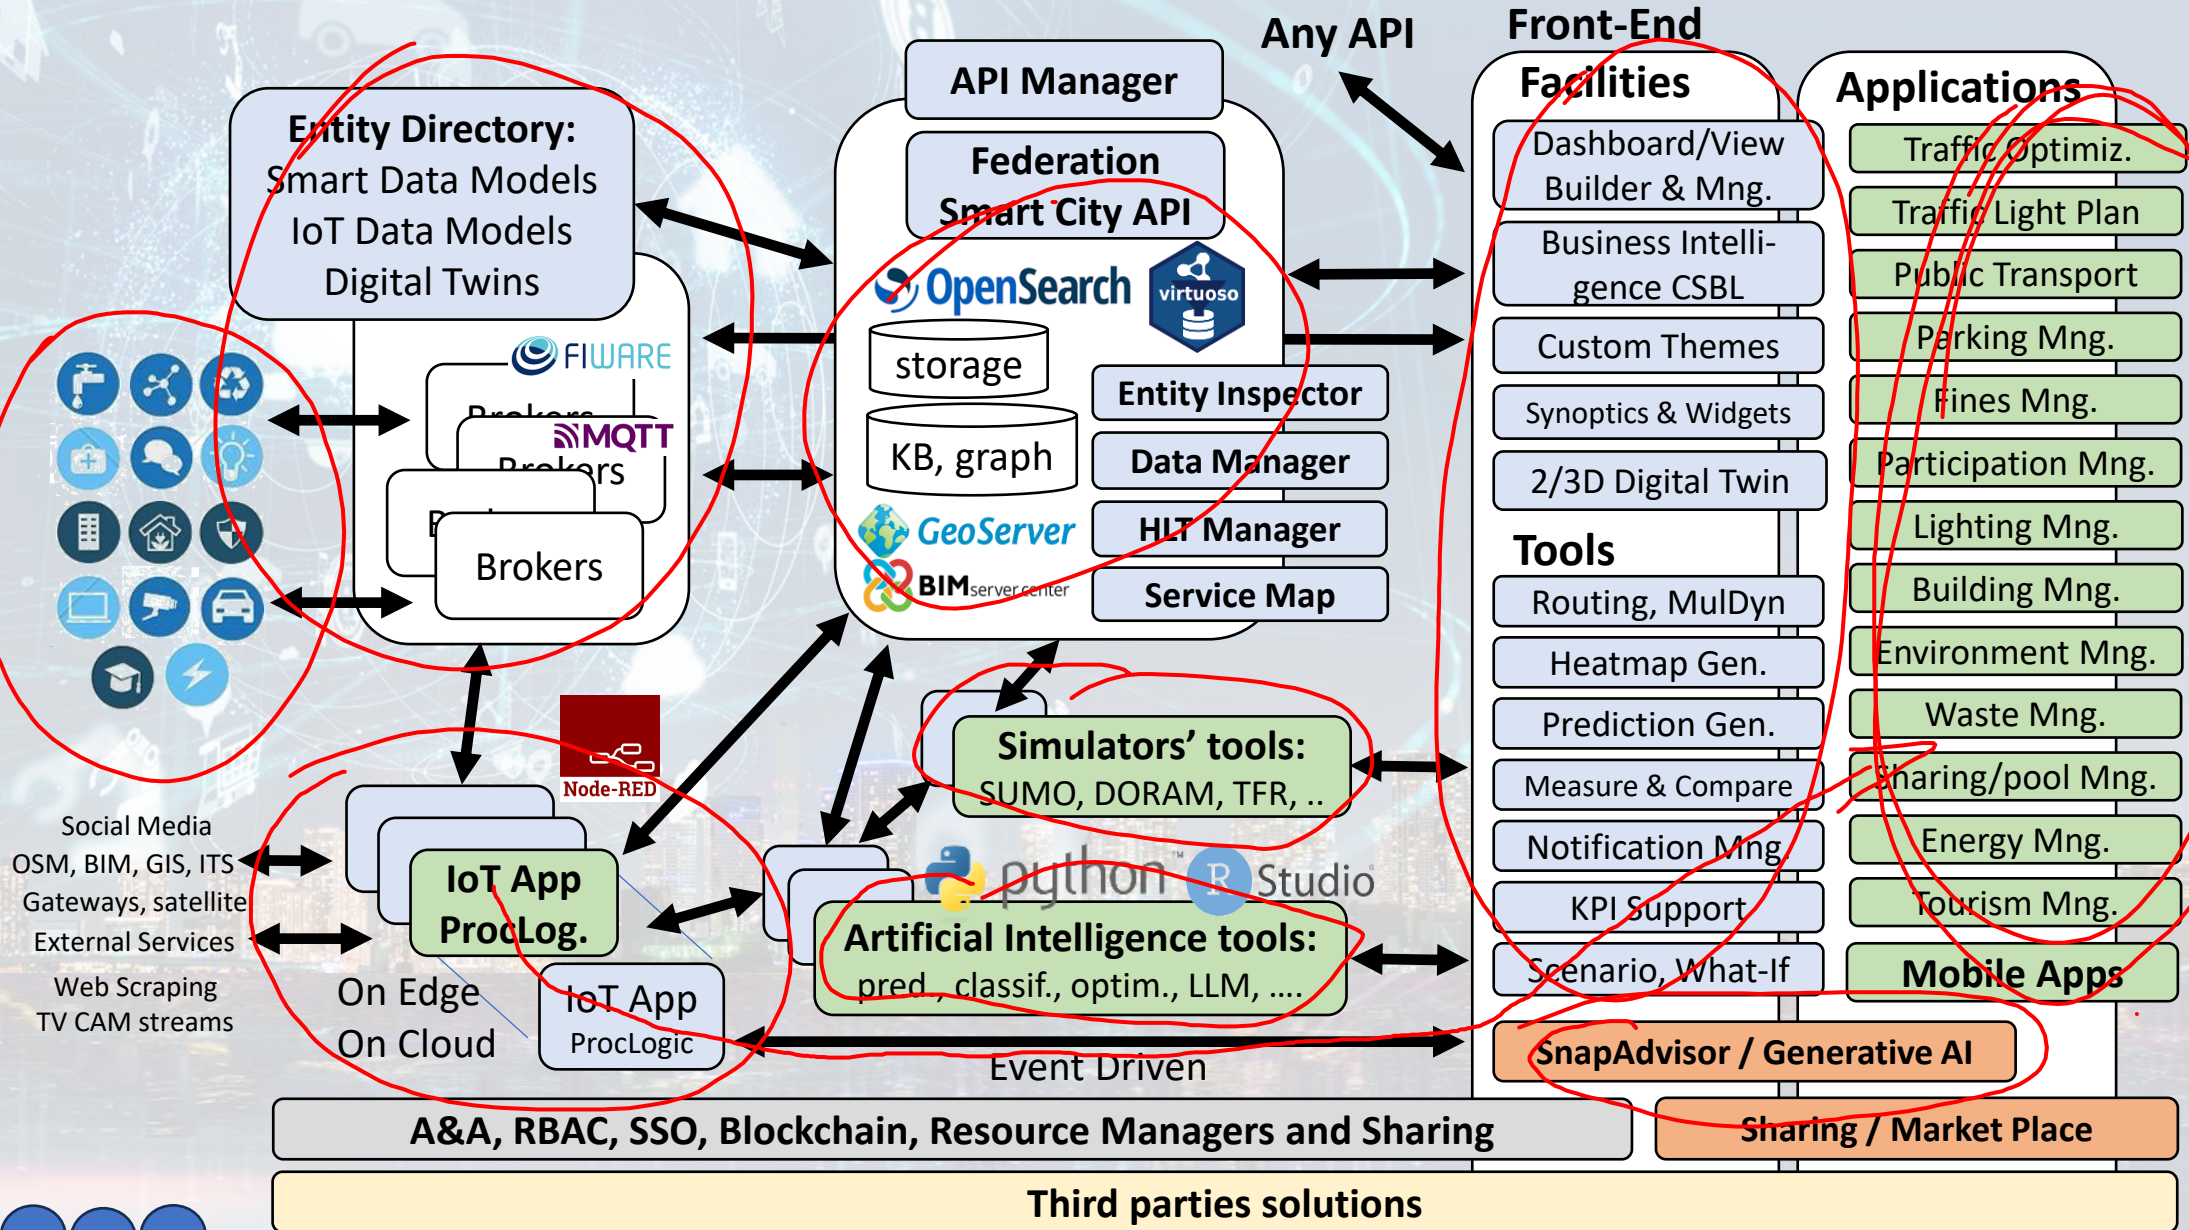 Any API
Front-End
API Manager
Federation
Smart City API
Entity Directory:
Smart Data Models
IoT Data Models
Digital Twins
FIWARE
Brokers
MQTT
Brokers
Brokers
OpenSearch
virtuoso
storage
KB, graph
GeoServer
BIMserver.center
Entity Inspector
Data Manager
HLT Manager
Service Map
Facilities
Dashboard/View
Builder & Mng.
Business Intelli-
gence CSBL
Custom Themes
Synoptics & Widgets
2/3D Digital Twin
Tools
Routing, MulDyn
Heatmap Gen.
Prediction Gen.
Measure & Compare
Notification Mng.
KPI Support
Scenario, What-If
Applications
Traffic Optimiz.
Traffic Light Plan
Public Transport
Parking Mng.
Fines Mng.
Participation Mng.
Lighting Mng.
Building Mng.
Environment Mng.
Waste Mng.
Sharing/pool Mng.
Energy Mng.
Tourism Mng.
Mobile Apps
Node-RED
Simulators' tools:
SUMO, DORAM, TFR, ..
Social Media
OSM, BIM, GIS, ITS
Gateways, satellite
External Services
Web Scraping
TV CAM streams
IoT App
ProcLog.
On Edge
On Cloud
IoT App
ProcLogic
python™
R Studio
Artificial Intelligence tools:
pred., classif., optim., LLM, ....
Event Driven
SnapAdvisor / Generative AI
A&A, RBAC, SSO, Blockchain, Resource Managers and Sharing
Sharing / Market Place
Third parties solutions